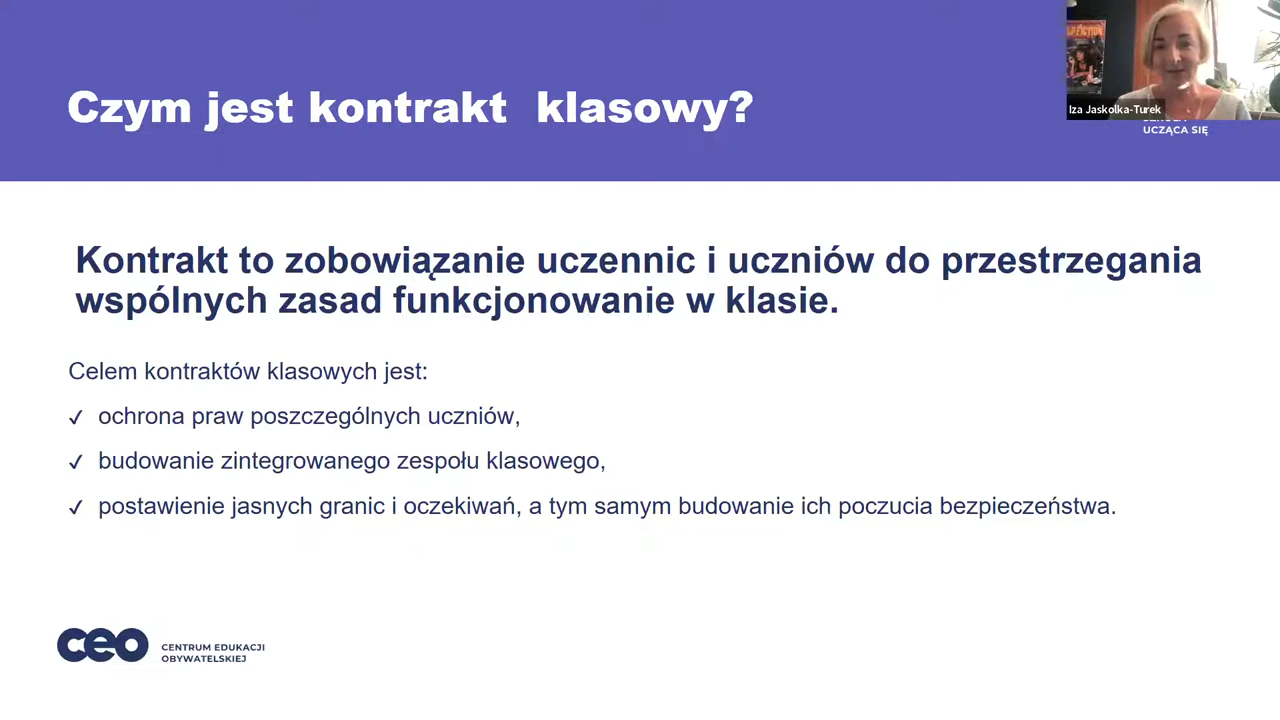 Czym jest kontrakt klasowy?
Iza Jaskolka-Turek
UCZĄCA SIĘ
Kontrakt to zobowiązanie uczennic i uczniów do przestrzegania
wspólnych zasad funkcjonowanie w klasie.
Celem kontraktów klasowych jest:
✓ ochrona praw poszczególnych uczniów,
✓ budowanie zintegrowanego zespołu klasowego,
✓ postawienie jasnych granic i oczekiwań, a tym samym budowanie ich poczucia bezpieczeństwa.
ceo
CENTRUM EDUKACJI
OBYWATELSKIEJ